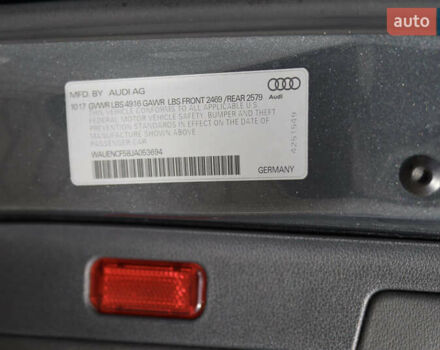 auto
MFD. BY AUDI AG
10 17 GVWR LBS 4916 GAWR LBS FRONT 2469 /REAR 2579
THIS VEHICLE CONFORMS TO ALL APPLICABLE U.S.
FEDERAL MOTOR VEHICLE SAFETY, BUMPER AND THEFT
PREVENTION STANDARDS IN EFFECT ON THE DATE OF
MANUFACTURE SHOWN ABOVE.
PASSENGER CAR
Audi
4251549
WAUENCF58JA053694
GERMANY